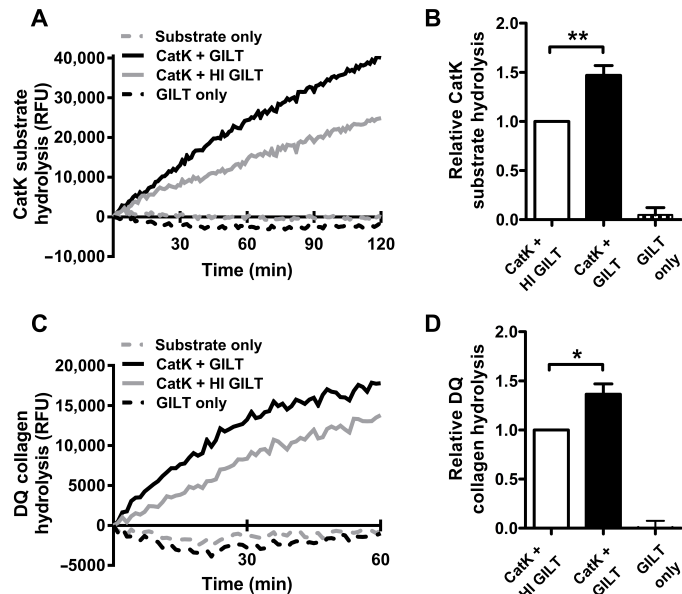 A
Substrate only
CatK + GILT
CatK + HI GILT
GILT only
CatK substrate
hydrolysis (RFU)
40,000
30,000
20,000
10,000
0
–10,000
30
60
90
120
Time (min)
B
Relative CatK
substrate hydrolysis
2.0
1.5
1.0
0.5
0.0
**
CatK +
HI GILT
CatK +
GILT
GILT
only
C
Substrate only
CatK + GILT
CatK + HI GILT
GILT only
DQ collagen
hydrolysis (RFU)
20,000
15,000
10,000
5000
0
–5000
30
60
Time (min)
D
Relative DQ
collagen hydrolysis
2.0
1.5
1.0
0.5
0.0
*
CatK +
HI GILT
CatK +
GILT
GILT
only